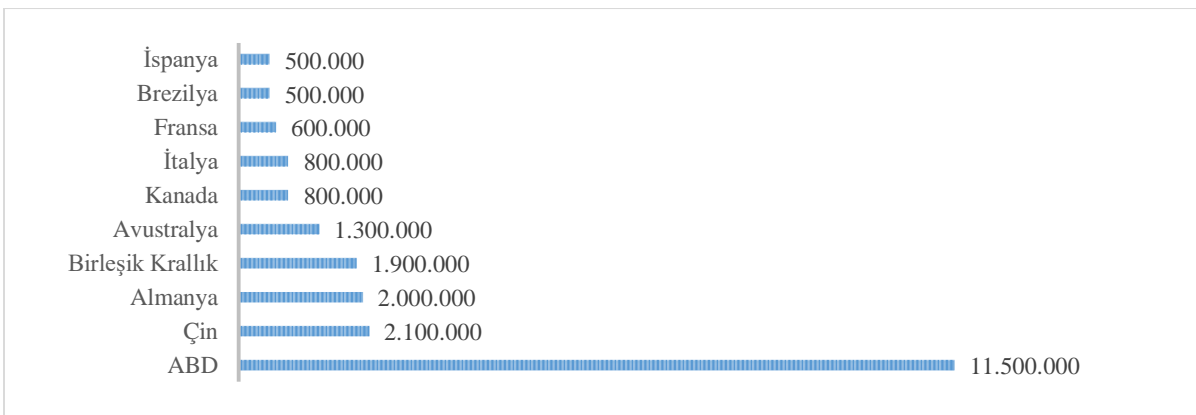 İspanya 500.000
Brezilya 500.000
Fransa 600.000
İtalya 800.000
Kanada 800.000
Avustralya 1.300.000
Birleşik Krallık 1.900.000
Almanya 2.000.000
Çin 2.100.000
ABD 11.500.000